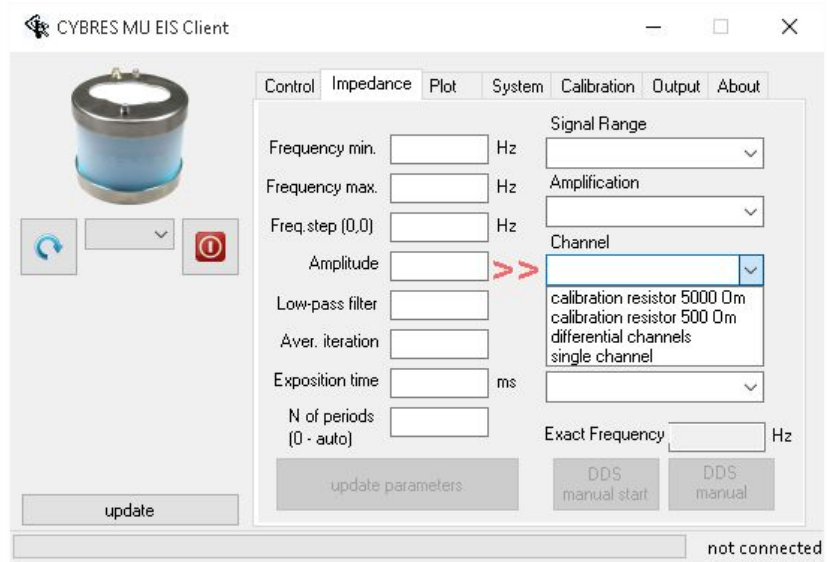 CYBRES MU EIS Client
Control Impedance Plot System Calibration Output About
Frequency min.
Hz
Frequency max.
Hz
Freq.step (0,0)
Hz
Amplitude
>>
Low-pass filter
Aver. iteration
Exposition time
ms
N of periods
(0 - auto)
update parameters
Signal Range
Amplification
Channel
calibration resistor 5000 Om
calibration resistor 500 Om
differential channels
single channel
Exact Frequency
Hz
DDS
manual start
DDS
manual
update
not connected